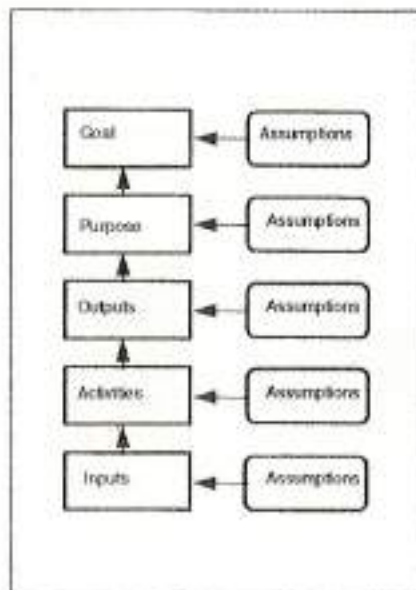 Goal
Assumptions
Purpose
Assumptions
Outputs
Assumptions
Activities
Assumptions
Inputs
Assumptions